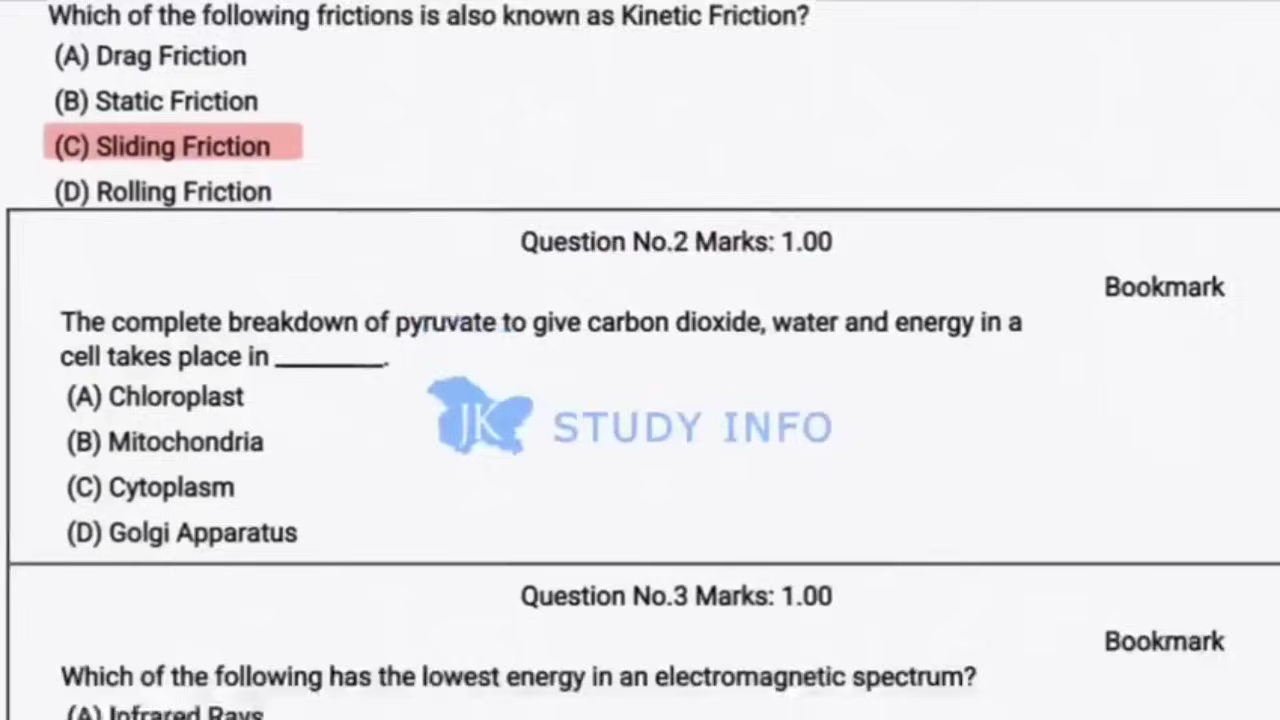 Which of the following frictions is also known as Kinetic Friction?
(A) Drag Friction
(B) Static Friction
(C) Sliding Friction
(D) Rolling Friction
Question No.2 Marks: 1.00
Bookmark
The complete breakdown of pyruvate to give carbon dioxide, water and energy in a
cell takes place in ________.
(A) Chloroplast
JK STUDY INFO
(B) Mitochondria
(C) Cytoplasm
(D) Golgi Apparatus
Question No.3 Marks: 1.00
Bookmark
Which of the following has the lowest energy in an electromagnetic spectrum?
(A) Infrared Rays